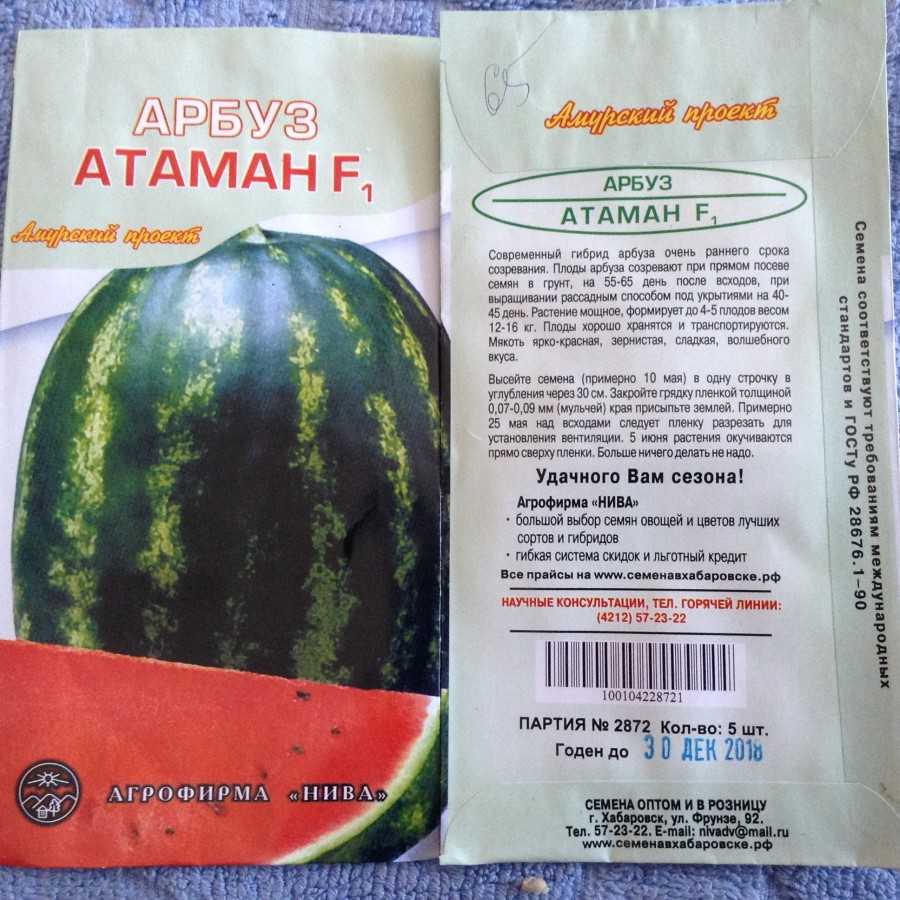 АРБУЗ
АТАМАН F1
Амурский проект
АГРОФИРМА «НИВА»
65
Амурский проект
АРБУЗ
АТАМАН F1
Современный гибрид арбуза очень раннего срока
созревания. Плоды арбуза созревают при прямом посеве
семян в грунт, на 55-65 день после всходов, при
выращивании рассадным способом под укрытиями на 40-
45 день. Растение мощное, формирует до 4-5 плодов весом
12-16 кг. Плоды хорошо хранятся и транспортируются.
Мякоть ярко-красная, зернистая, сладкая, волшебного
вкуса.
Высейте семена (примерно 10 мая) в одну строчку в
углубления через 30 см. Закройте грядку пленкой толщиной
0,07-0,09 мм (мульчей) края присыпьте землей. Примерно
25 мая над всходами следует пленку разрезать для
установления вентиляции. 5 июня растения окучиваются
прямо сверху пленки. Больше ничего делать не надо.
Удачного Вам сезона!
Агрофирма «НИВА»
· большой выбор семян овощей и цветов лучших
сортов и гибридов
· гибкая система скидок и льготный кредит
Все прайсы на www.семенавхабаровске.рф
НАУЧНЫЕ КОНСУЛЬТАЦИИ, ТЕЛ. ГОРЯЧЕЙ ЛИНИИ:
(4212) 57-23-22
100104228721
ПАРТИЯ № 2872 Кол-во: 5 шт.
Годен до 30 ДЕК 2018
СЕМЕНА ОПТОМ И В РОЗНИЦУ
г. Хабаровск, ул. Фрунзе, 92.
Тел. 57-23-22. E-mail: nivadv@mail.ru
www.семенавхабаровске.рф
Семена соответствуют требованиям международных
стандартов и ГОСТу РФ 28676.1–90